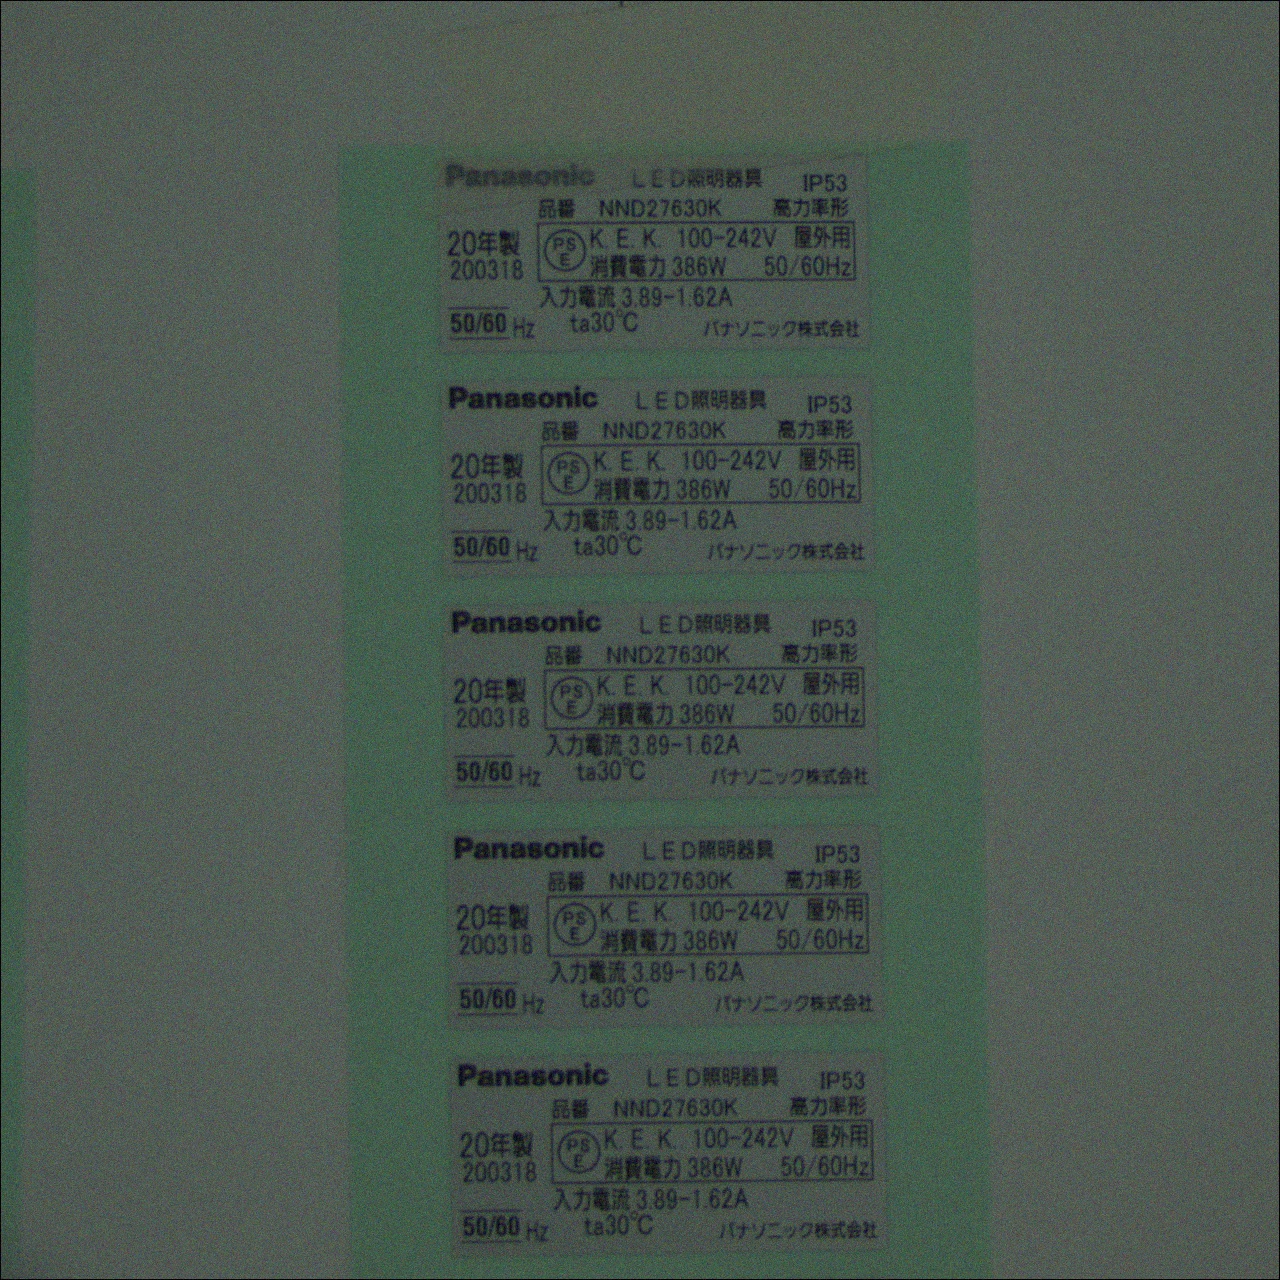 Panasonic LED照明器具 IP53
品番 NND27630K 高力率形
20年製 PSE K.E.K. 100-242V 屋外用
200318 消費電力 386W 50/60Hz
入力電流 3.89-1.62A
50/60 Hz ta30℃ パナソニック株式会社
Panasonic LED照明器具 IP53
品番 NND27630K 高力率形
20年製 PSE K.E.K. 100-242V 屋外用
200318 消費電力 386W 50/60Hz
入力電流 3.89-1.62A
50/60 Hz ta30℃ パナソニック株式会社
Panasonic LED照明器具 IP53
品番 NND27630K 高力率形
20年製 PSE K.E.K. 100-242V 屋外用
200318 消費電力 386W 50/60Hz
入力電流 3.89-1.62A
50/60 Hz ta30℃ パナソニック株式会社
Panasonic LED照明器具 IP53
品番 NND27630K 高力率形
20年製 PSE K.E.K. 100-242V 屋外用
200318 消費電力 386W 50/60Hz
入力電流 3.89-1.62A
50/60 Hz ta30℃ パナソニック株式会社
Panasonic LED照明器具 IP53
品番 NND27630K 高力率形
20年製 PSE K.E.K. 100-242V 屋外用
200318 消費電力 386W 50/60Hz
入力電流 3.89-1.62A
50/60 Hz ta30℃ パナソニック株式会社